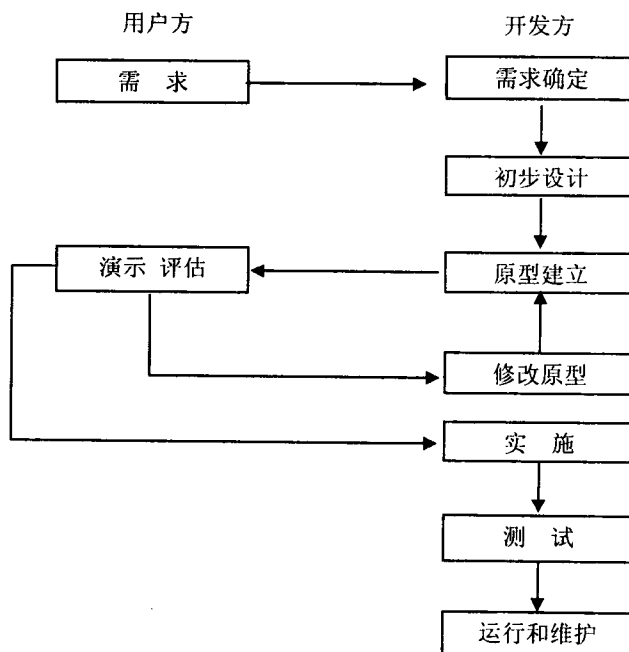 用户方 开发方
需 求 需求确定
初步设计
演示 评估 原型建立
修改原型
实 施
测 试
运行和维护